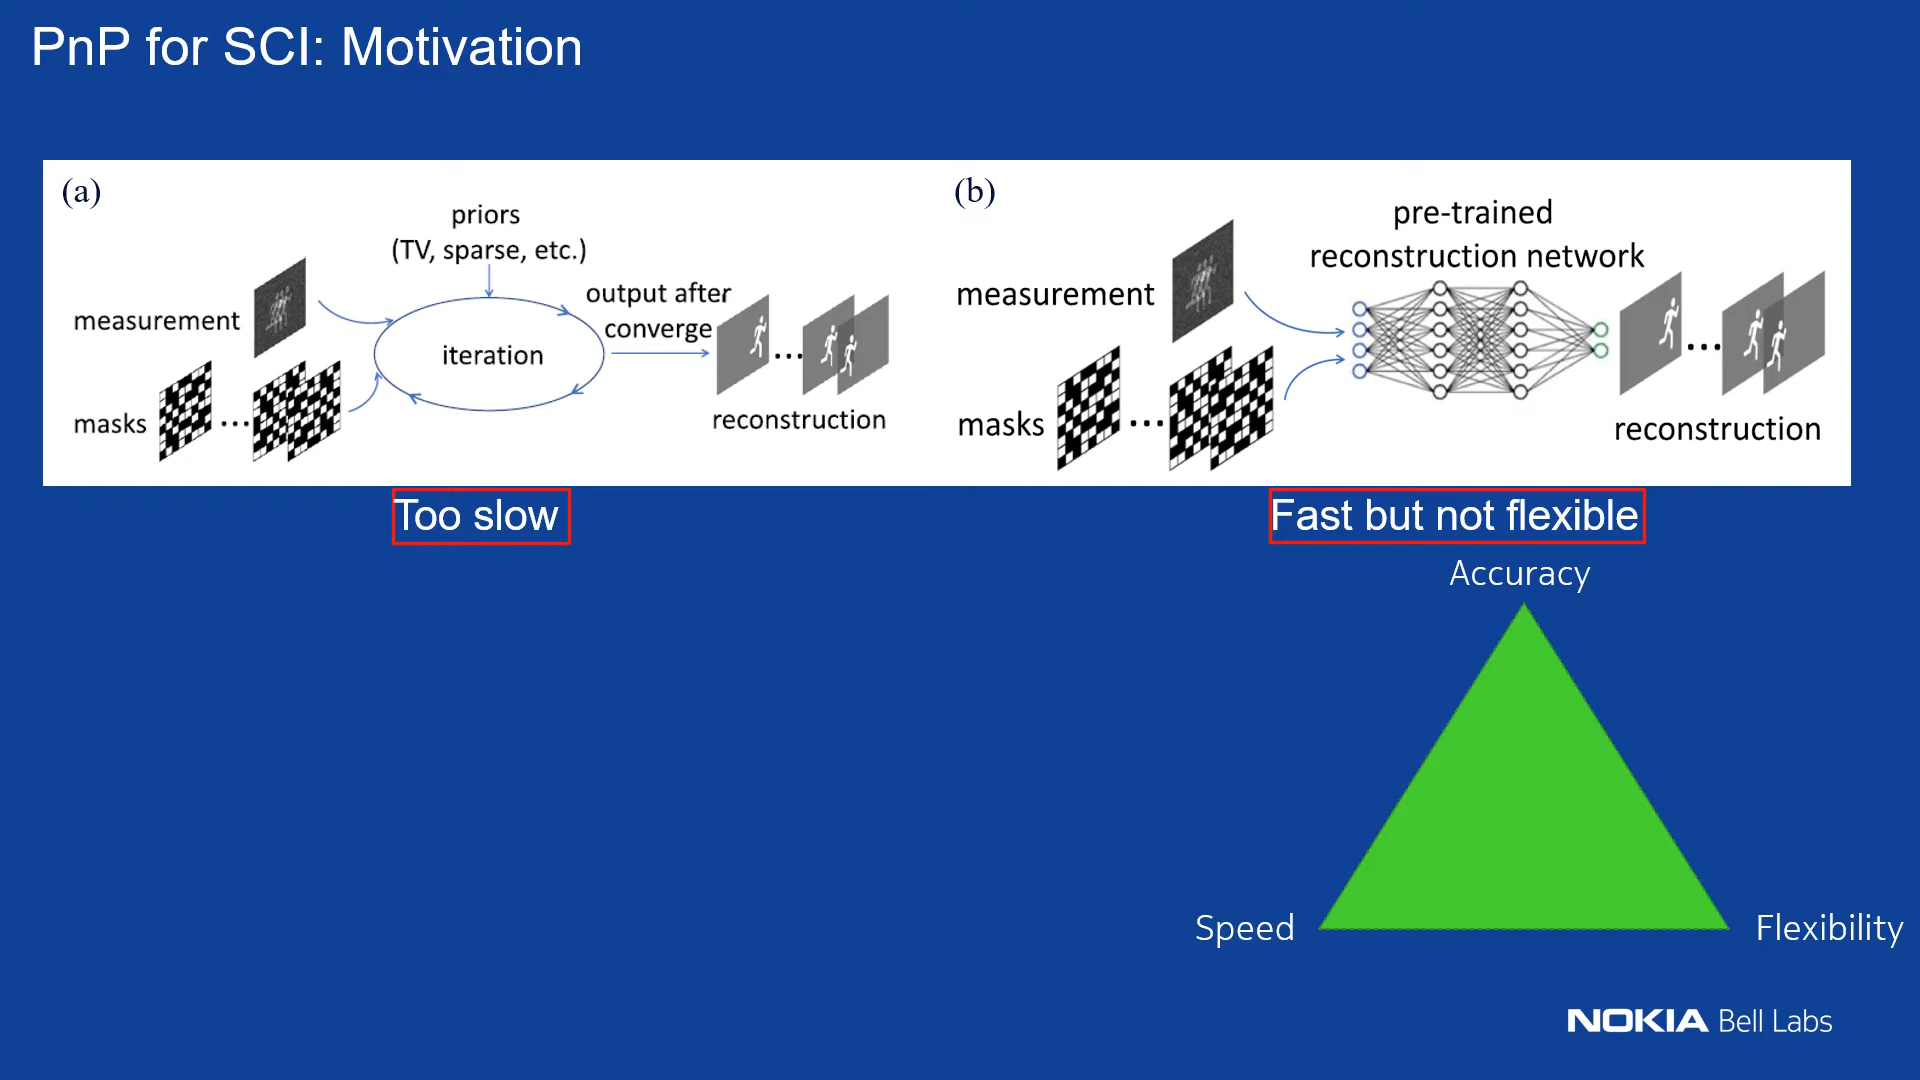 PnP for SCI: Motivation
(a)
priors
(TV, sparse, etc.)
measurement
iteration
output after
converge
masks
...
...
reconstruction
(b)
pre-trained
reconstruction network
measurement
masks
...
...
reconstruction
Too slow
Fast but not flexible
Accuracy
Speed
Flexibility
NOKIA Bell Labs